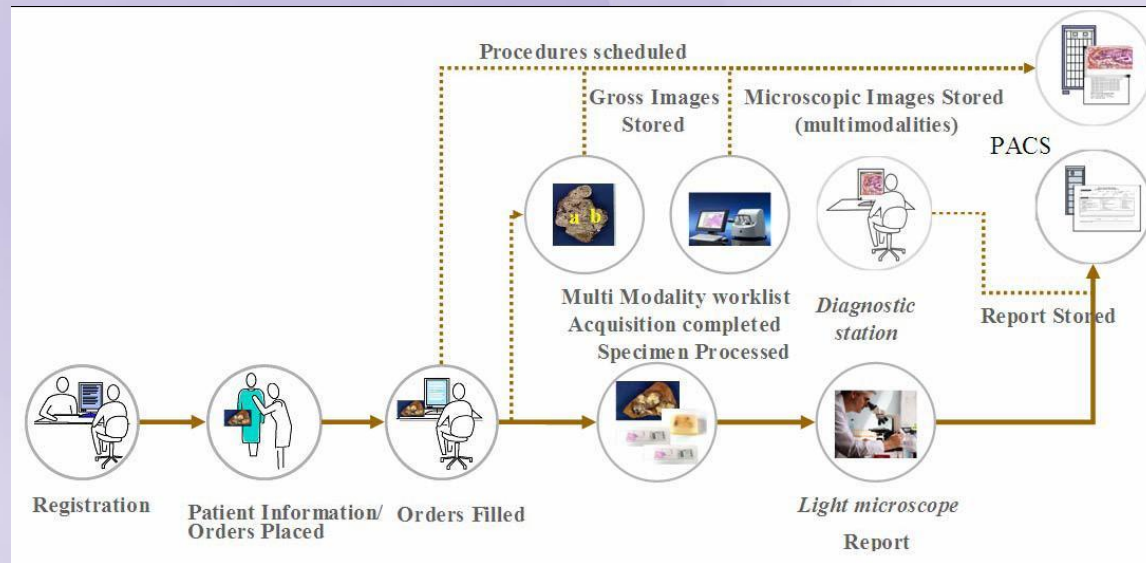 Procedures scheduled
Gross Images
Stored
Microscopic Images Stored
(multimodalities)
PACS
a b
Multi Modality worklist
Acquisition completed
Specimen Processed
Diagnostic
station
Report Stored
Registration
Patient Information/
Orders Placed
Orders Filled
Light microscope
Report